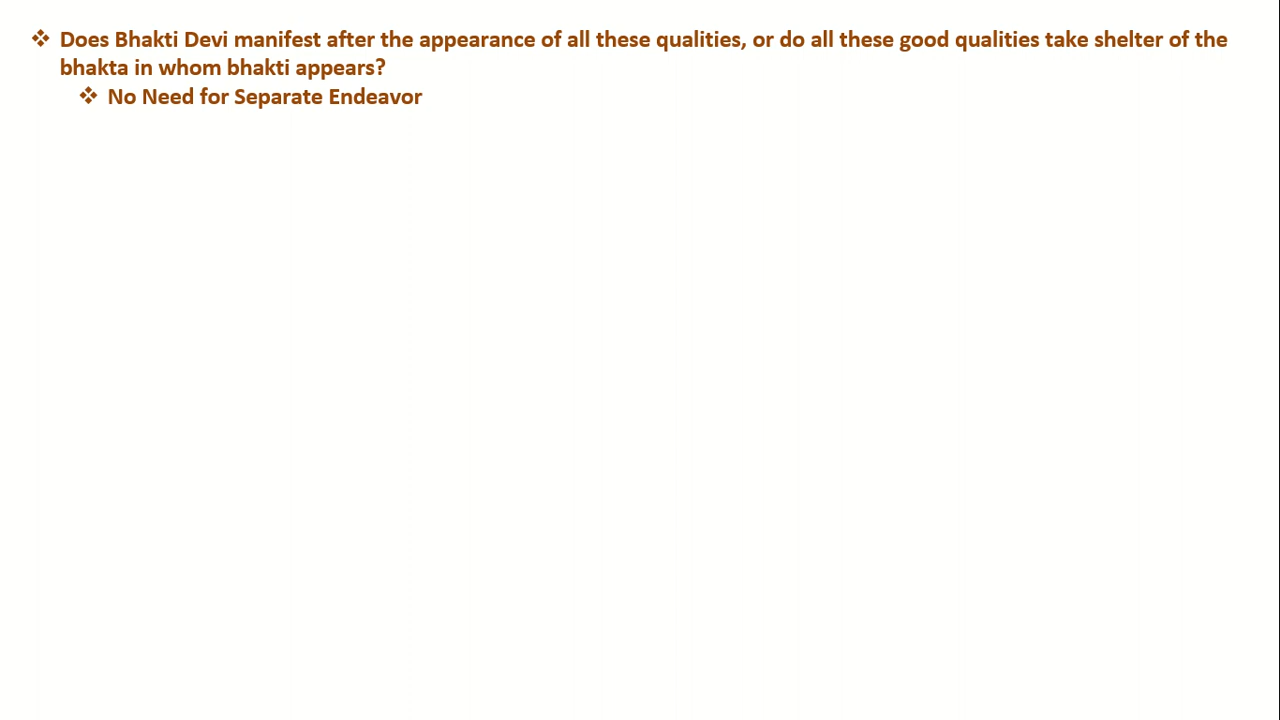 ❖ Does Bhakti Devi manifest after the appearance of all these qualities, or do all these good qualities take shelter of the
bhakta in whom bhakti appears?
❖ No Need for Separate Endeavor